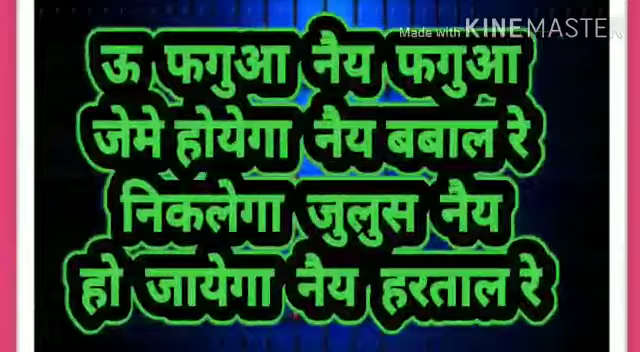 Made with KINEMASTER
ऊ फगुआ नैय फगुआ
जेमे होयेगा नैय बबाल रे
निकलेगा जुलुस नैय
हो जायेगा नैय हरताल रे